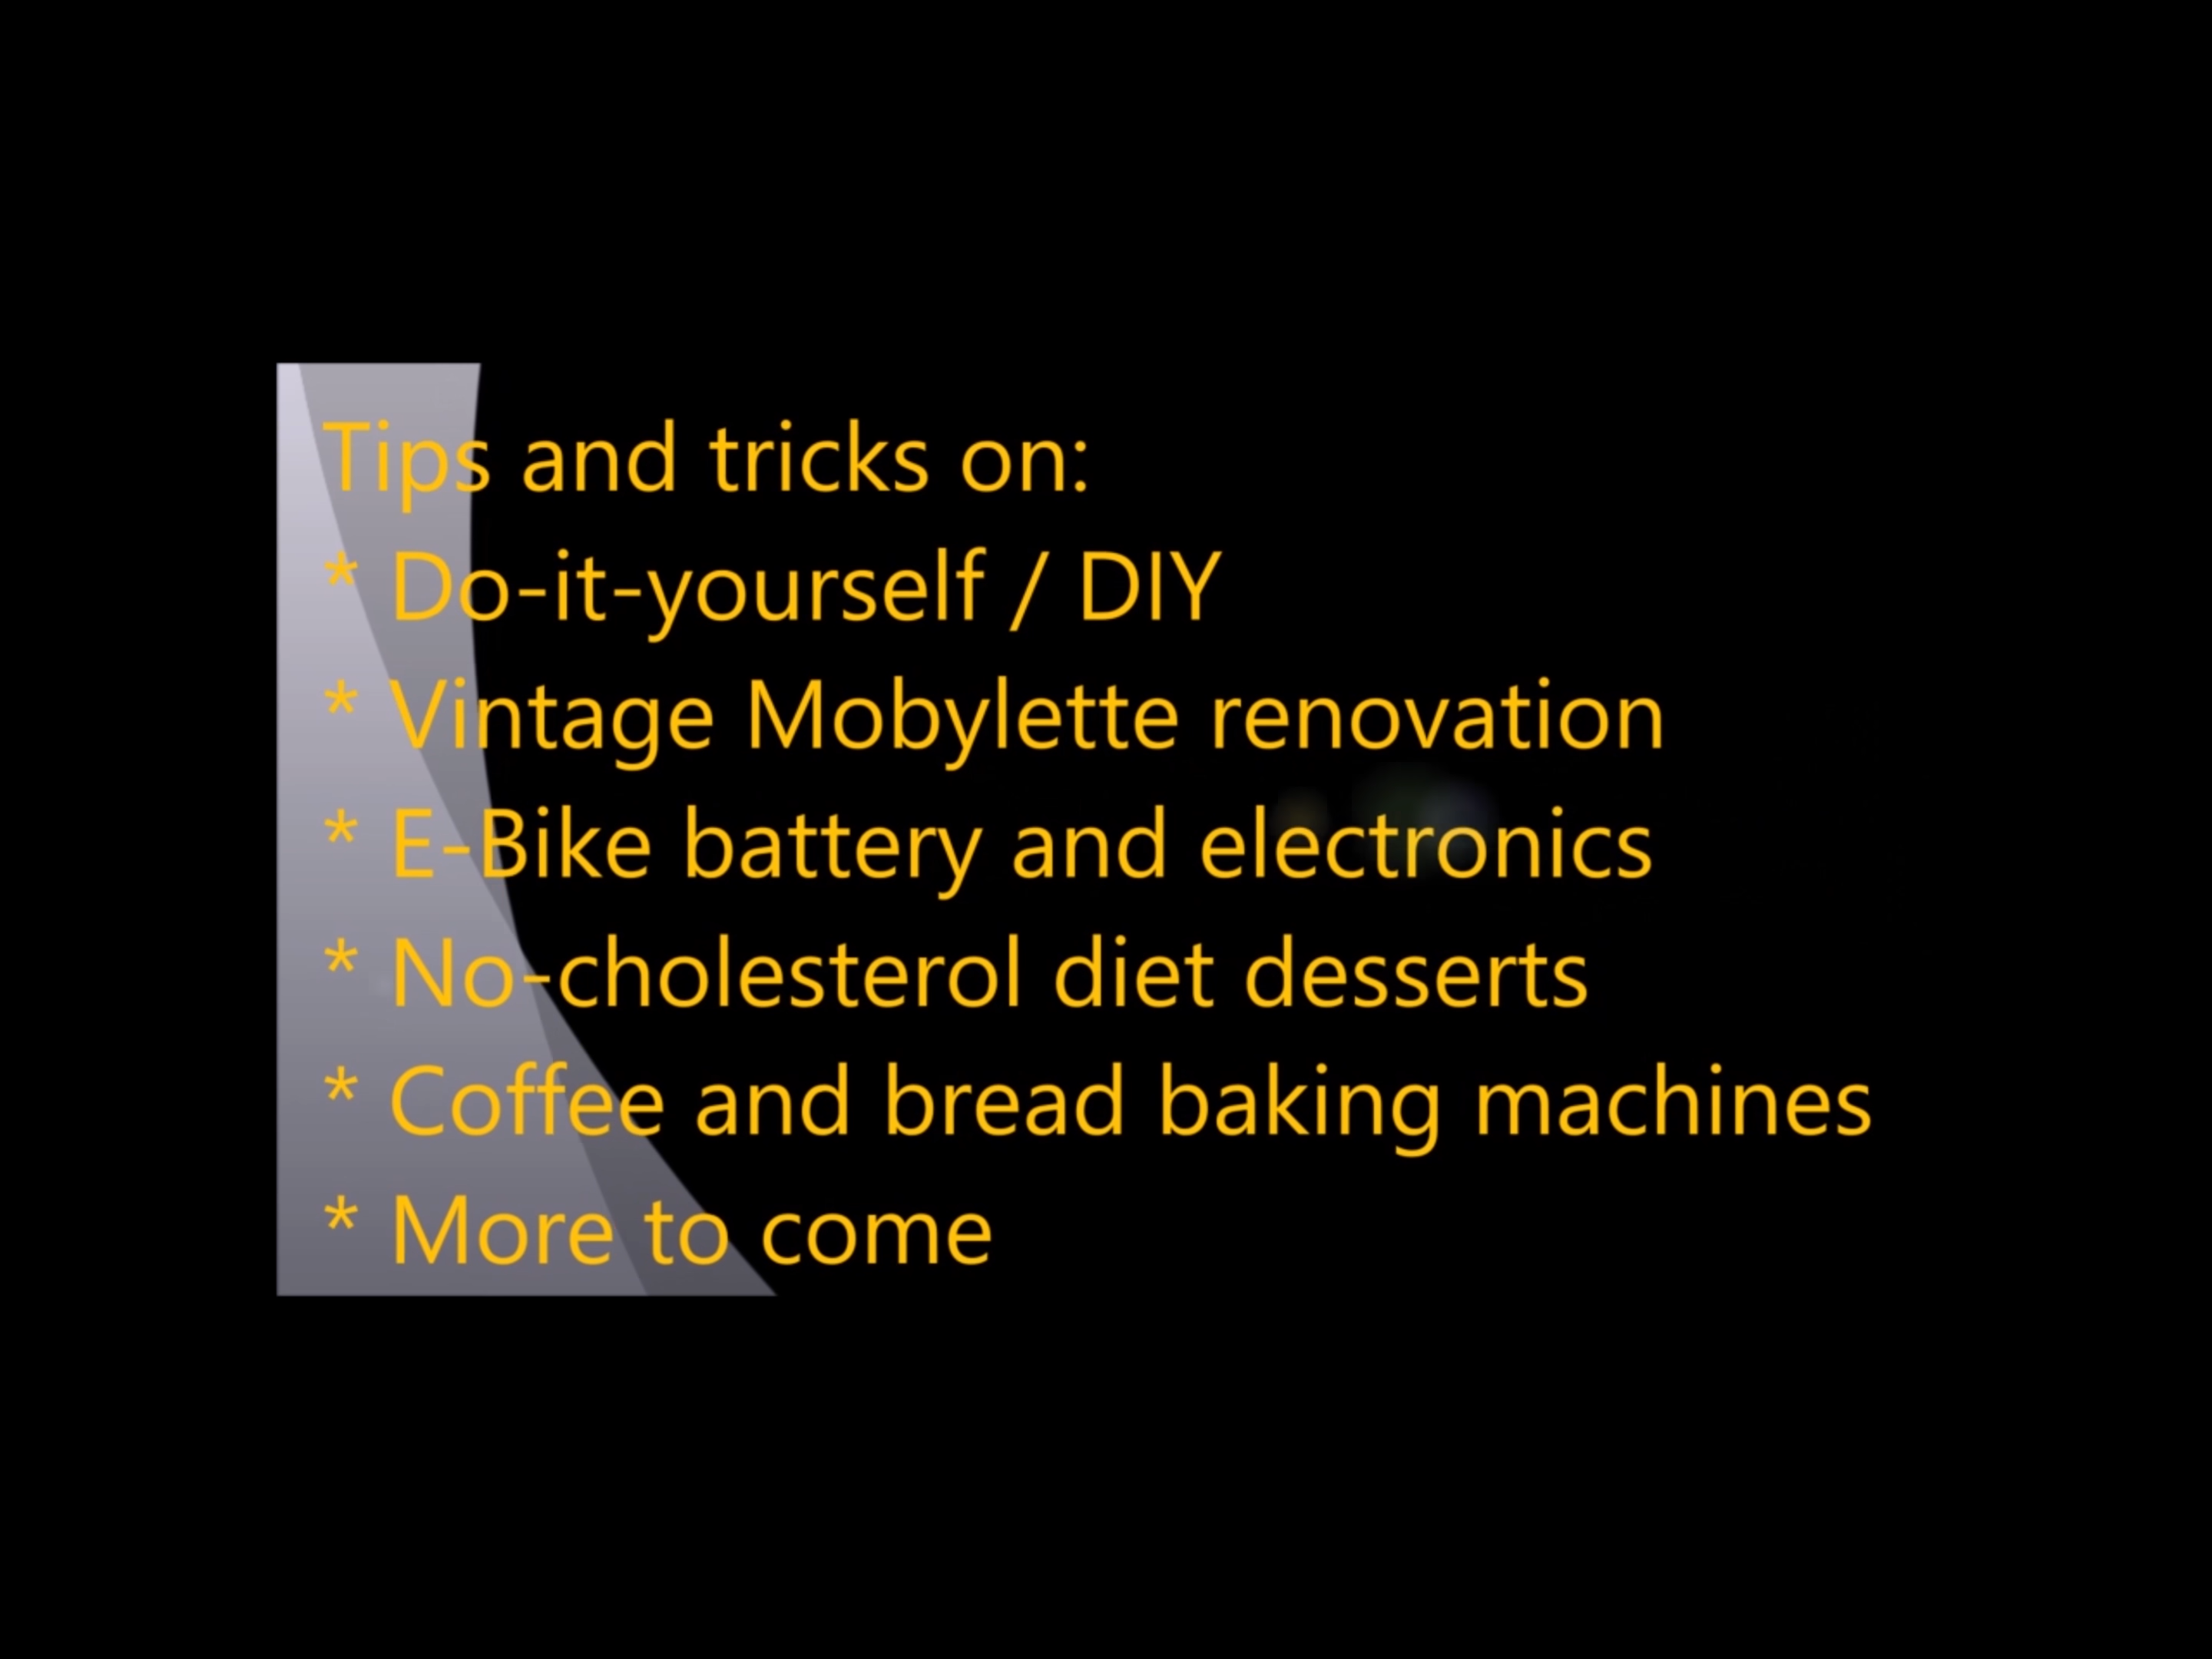 Tips and tricks on:
* Do-it-yourself / DIY
* Vintage Mobylette renovation
* E-Bike battery and electronics
* No-cholesterol diet desserts
* Coffee and bread baking machines
* More to come